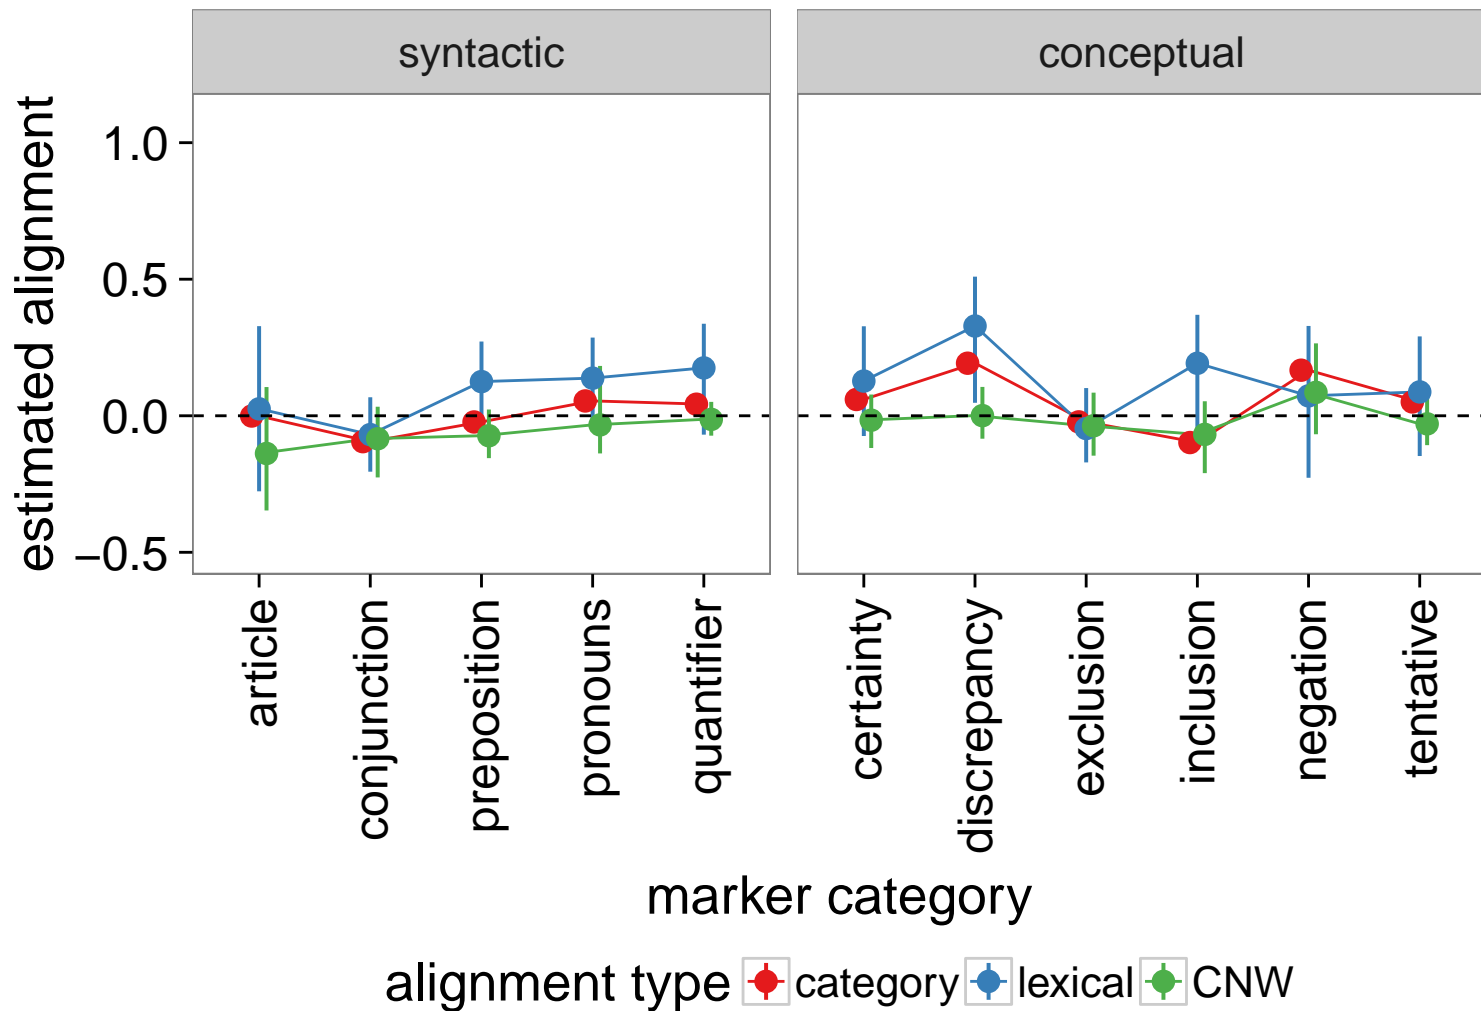 syntactic
conceptual
estimated alignment
1.0
0.5
0.0
−0.5
article
conjunction
preposition
pronouns
quantifier
certainty
discrepancy
exclusion
inclusion
negation
tentative
marker category
alignment type category lexical CNW